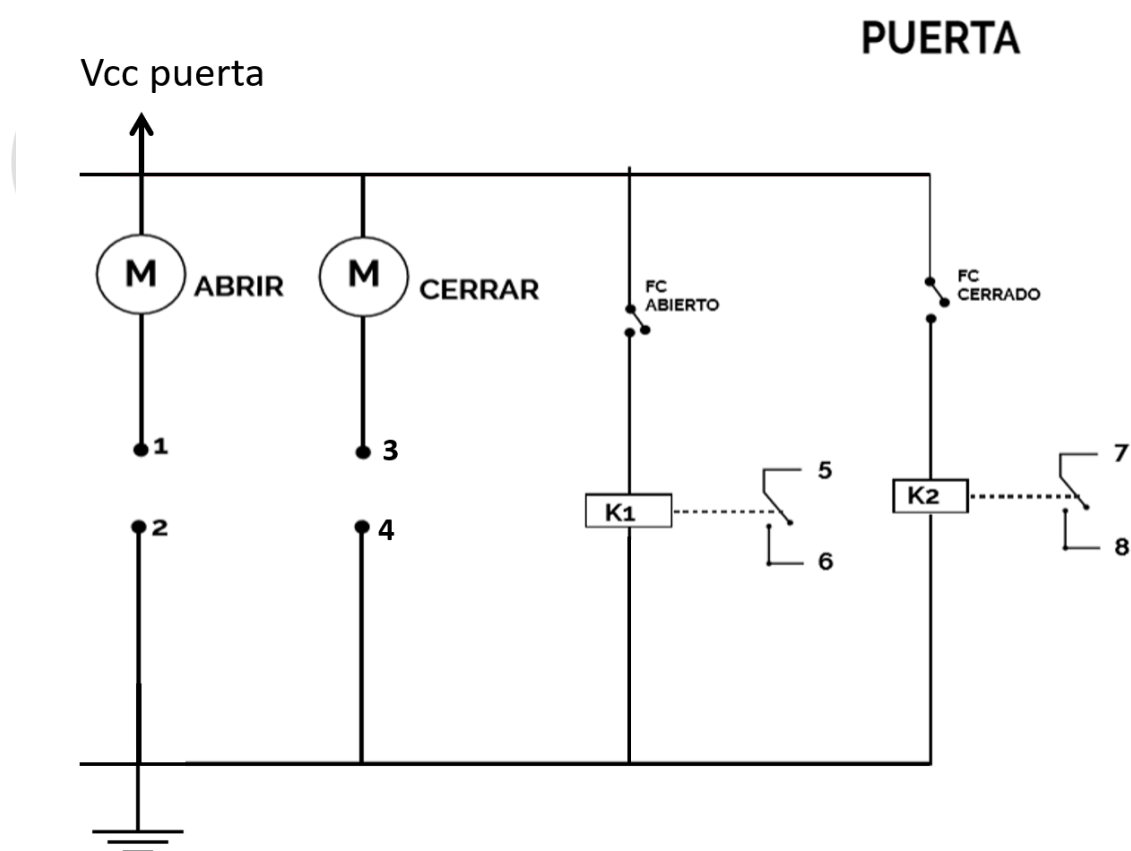 PUERTA
Vcc puerta
M
ABRIR
M
CERRAR
FC
ABIERTO
FC
CERRADO
1
3
2
4
K1
5
6
K2
7
8